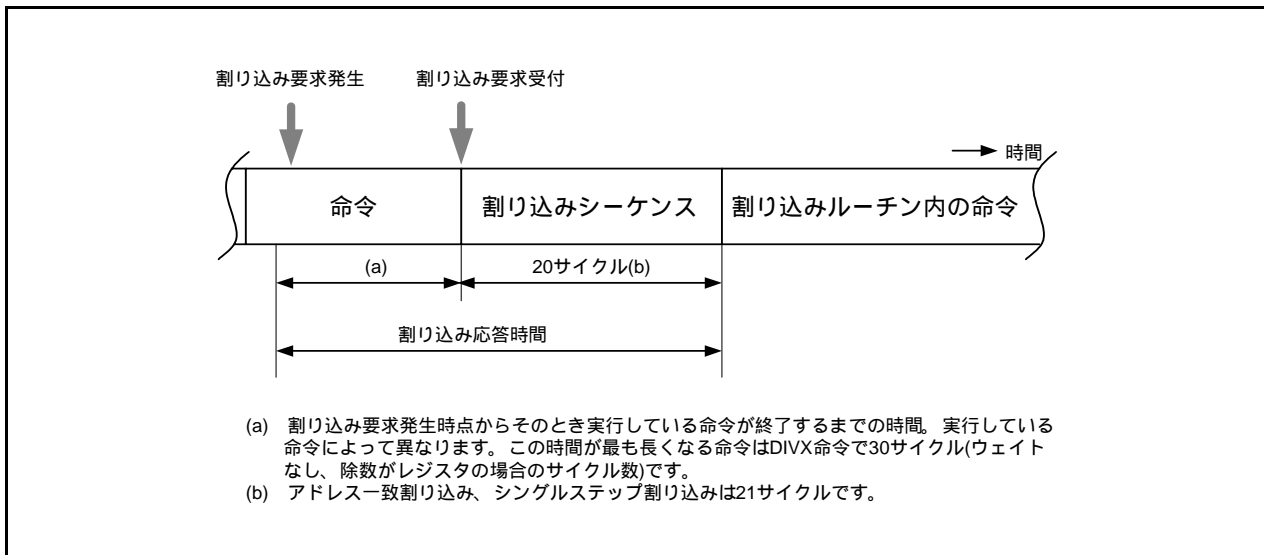 割り込み要求発生 割り込み要求受付
時間
命令 割り込みシーケンス 割り込みルーチン内の命令
(a) 20サイクル(b)
割り込み応答時間
(a) 割り込み要求発生時点からそのとき実行している命令が終了するまでの時間。実行している
命令によって異なります。この時間が最も長くなる命令はDIVX命令で30サイクル(ウェイト
なし、除数がレジスタの場合のサイクル数)です。
(b) アドレス一致割り込み、シングルステップ割り込みは21サイクルです。